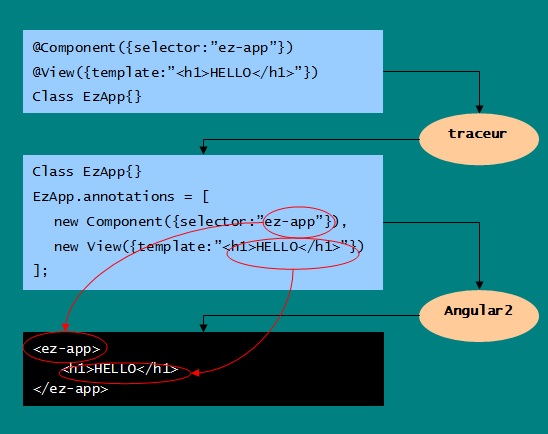 @Component({selector:”ez-app”})
@View({template:”<h1>HELLO</h1>”})
Class EzApp{}
traceur
Class EzApp{}
EzApp.annotations = [
new Component({selector:”ez-app”}),
new View({template:”<h1>HELLO</h1>”})
];
Angular2
<ez-app>
<h1>HELLO</h1>
</ez-app>